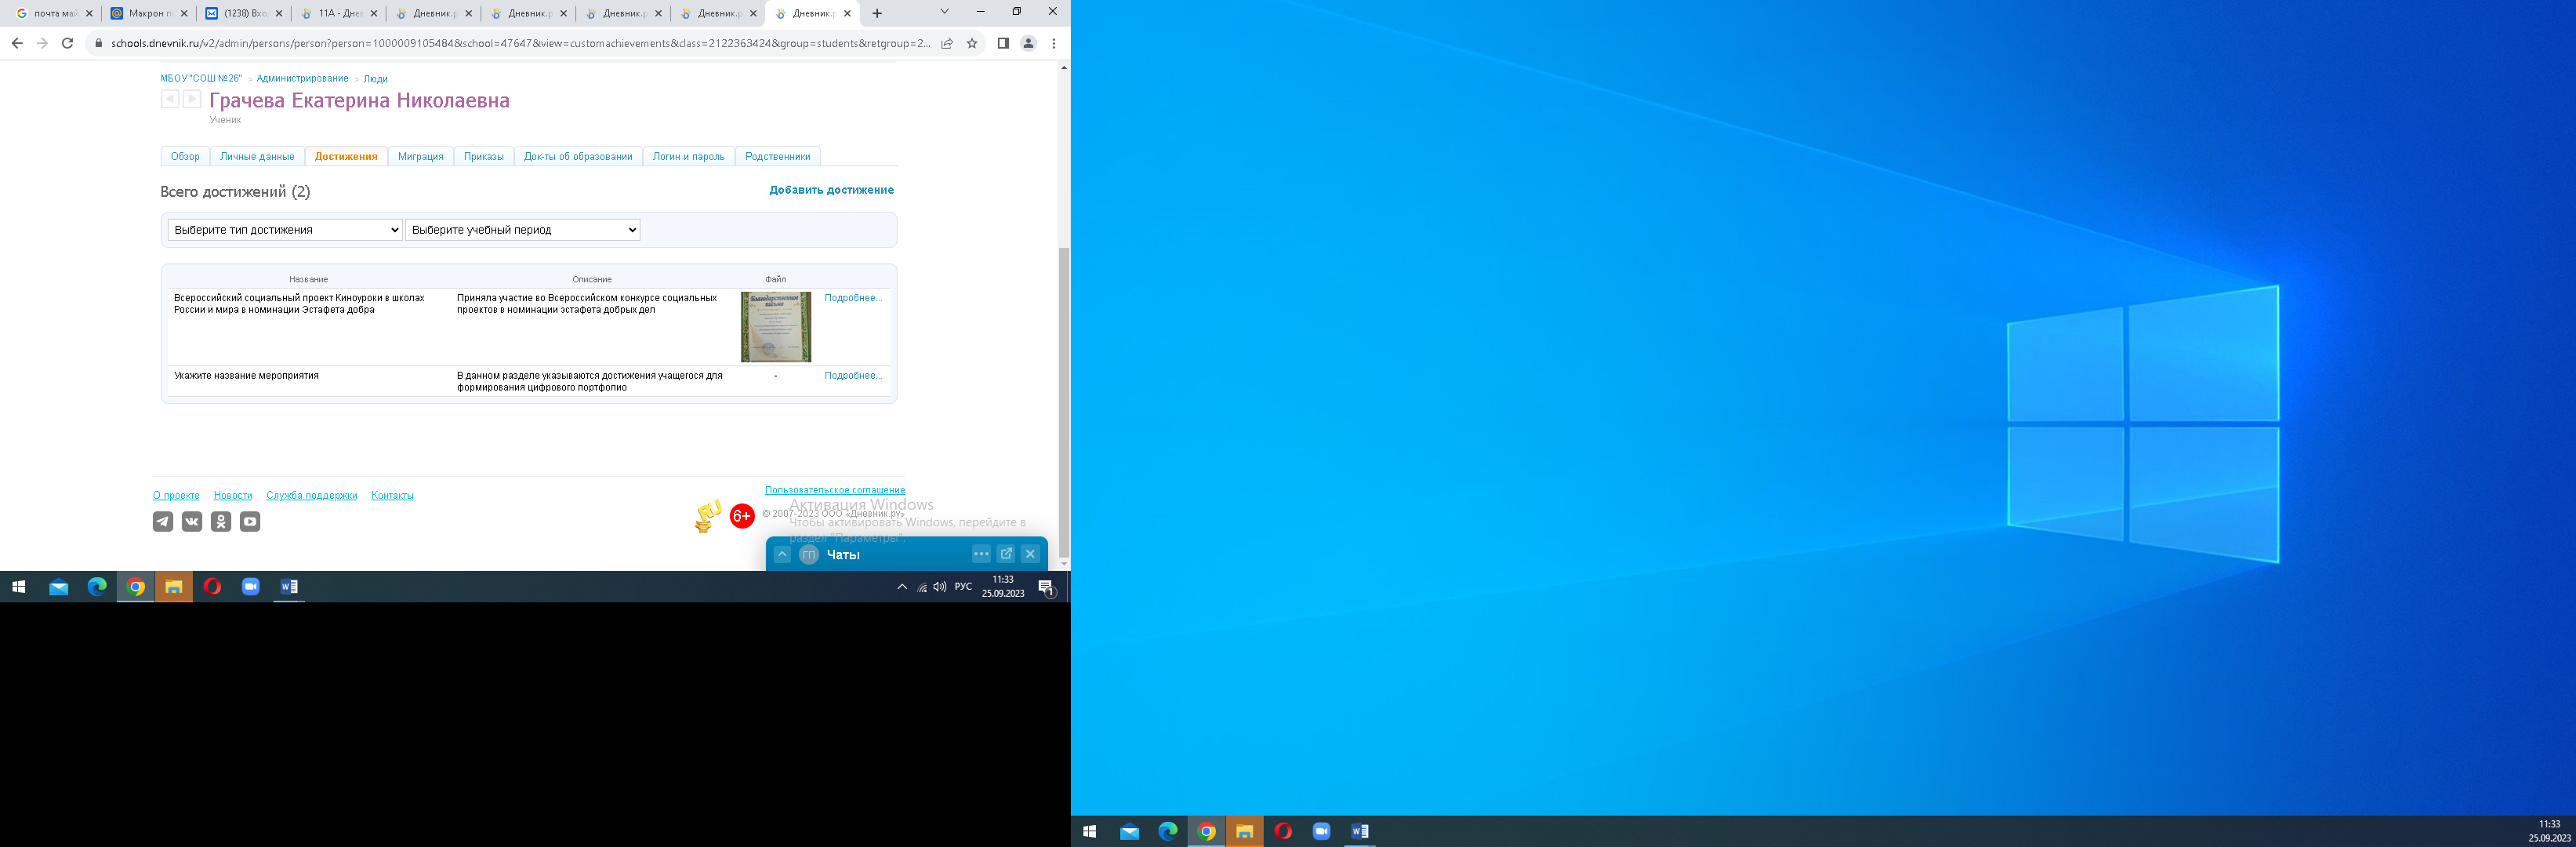 почта май
Макрон п
(1238) Вхо
11А - Дне
Дневник.р
Дневник.р
Дневник.р
Дневник.р
Дневник.р
schools.dnevnik.ru/v2/admin/persons/person?person=1000009105484&school=47647&view=customachievements&class=2122363424&group=students&retgroup=2...
МБОУ "СОШ №26" » Администрирование » Люди
Грачева Екатерина Николаевна
Ученик
Обзор Личные данные Достижения Миграция Приказы Док-ты об образовании Логин и пароль Родственники
Всего достижений (2) Добавить достижение
Выберите тип достижения Выберите учебный период
Название Описание Файл
Всероссийский социальный проект Киноуроки в школах
России и мира в номинации Эстафета добра
Приняла участие во Всероссийском конкурсе социальных
проектов в номинации эстафета добрых дел
Благодарственное
письмо
Подробнее...
Укажите название мероприятия
В данном разделе указываются достижения учащегося для
формирования цифрового портфолио
-
Подробнее...
О проекте Новости Служба поддержки Контакты
Пользовательское соглашение
RU
6+
© 2007-2023 ООО «Дневник.ру»
Активация Windows
Чтобы активировать Windows, перейдите в
раздел "Параметры".
ГП Чаты
РУС
11:33
25.09.2023
1
11:33
25.09.2023